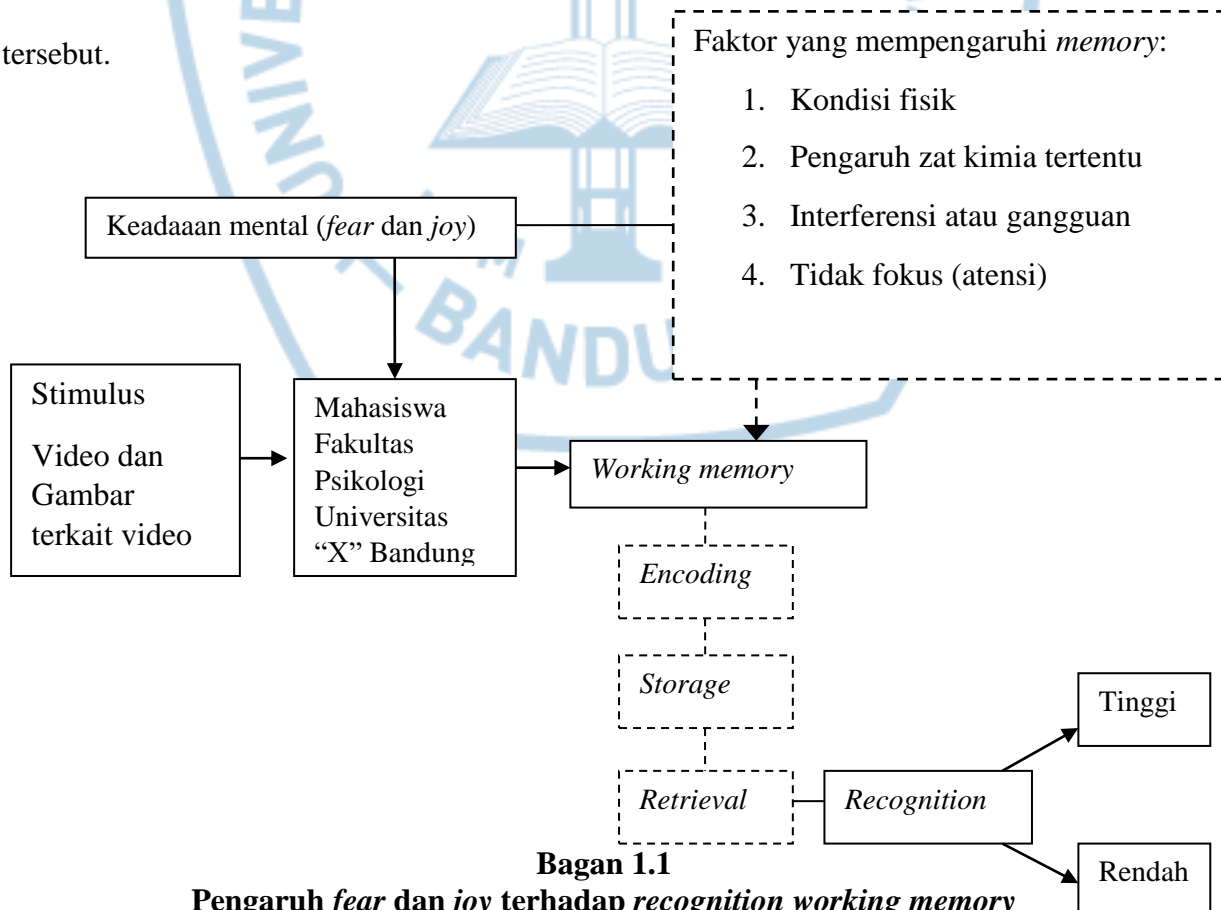 tersebut.
Faktor yang mempengaruhi memory:
1. Kondisi fisik
2. Pengaruh zat kimia tertentu
3. Interferensi atau gangguan
4. Tidak fokus (atensi)
Keadaaan mental (fear dan joy)
Stimulus
Video dan
Gambar
terkait video
Mahasiswa
Fakultas
Psikologi
Universitas
“X” Bandung
Working memory
Encoding
Storage
Retrieval
Recognition
Tinggi
Rendah
Bagan 1.1
Pengaruh fear dan joy terhadap recognition working memory